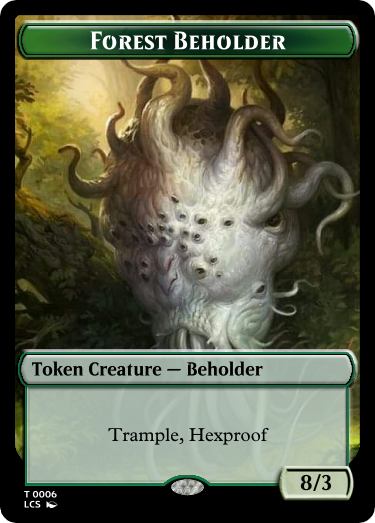 Forest Beholder
Token Creature — Beholder
Trample, Hexproof
8/3
T 0006
LCS